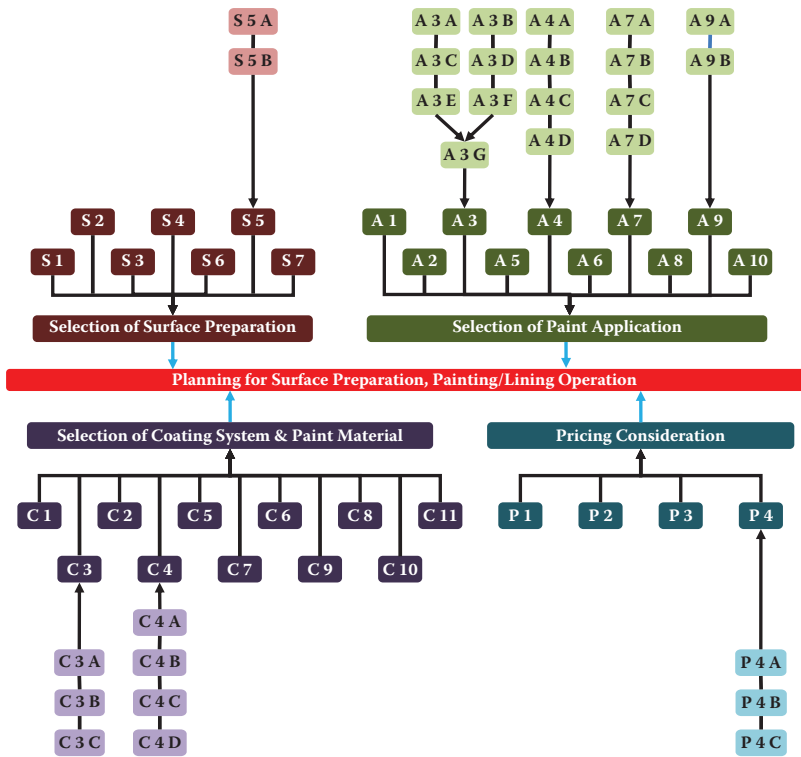 S 5 A
A 3 A
A 3 B
A 4 A
A 7 A
A 9 A
S 5 B
A 3 C
A 3 D
A 4 B
A 7 B
A 9 B
A 3 E
A 3 F
A 4 C
A 7 C
A 4 D
A 7 D
A 3 G
S 2
S 4
S 5
A 1
A 3
A 4
A 7
A 9
S 1
S 3
S 6
S 7
A 2
A 5
A 6
A 8
A 10
Selection of Surface Preparation
Selection of Paint Application
Planning for Surface Preparation, Painting/Lining Operation
Selection of Coating System & Paint Material
Pricing Consideration
C 1
C 2
C 5
C 6
C 8
C 11
P 1
P 2
P 3
P 4
C 3
C 4
C 7
C 9
C 10
C 4 A
C 3 A
C 4 B
P 4 A
C 3 B
C 4 C
P 4 B
C 3 C
C 4 D
P 4 C